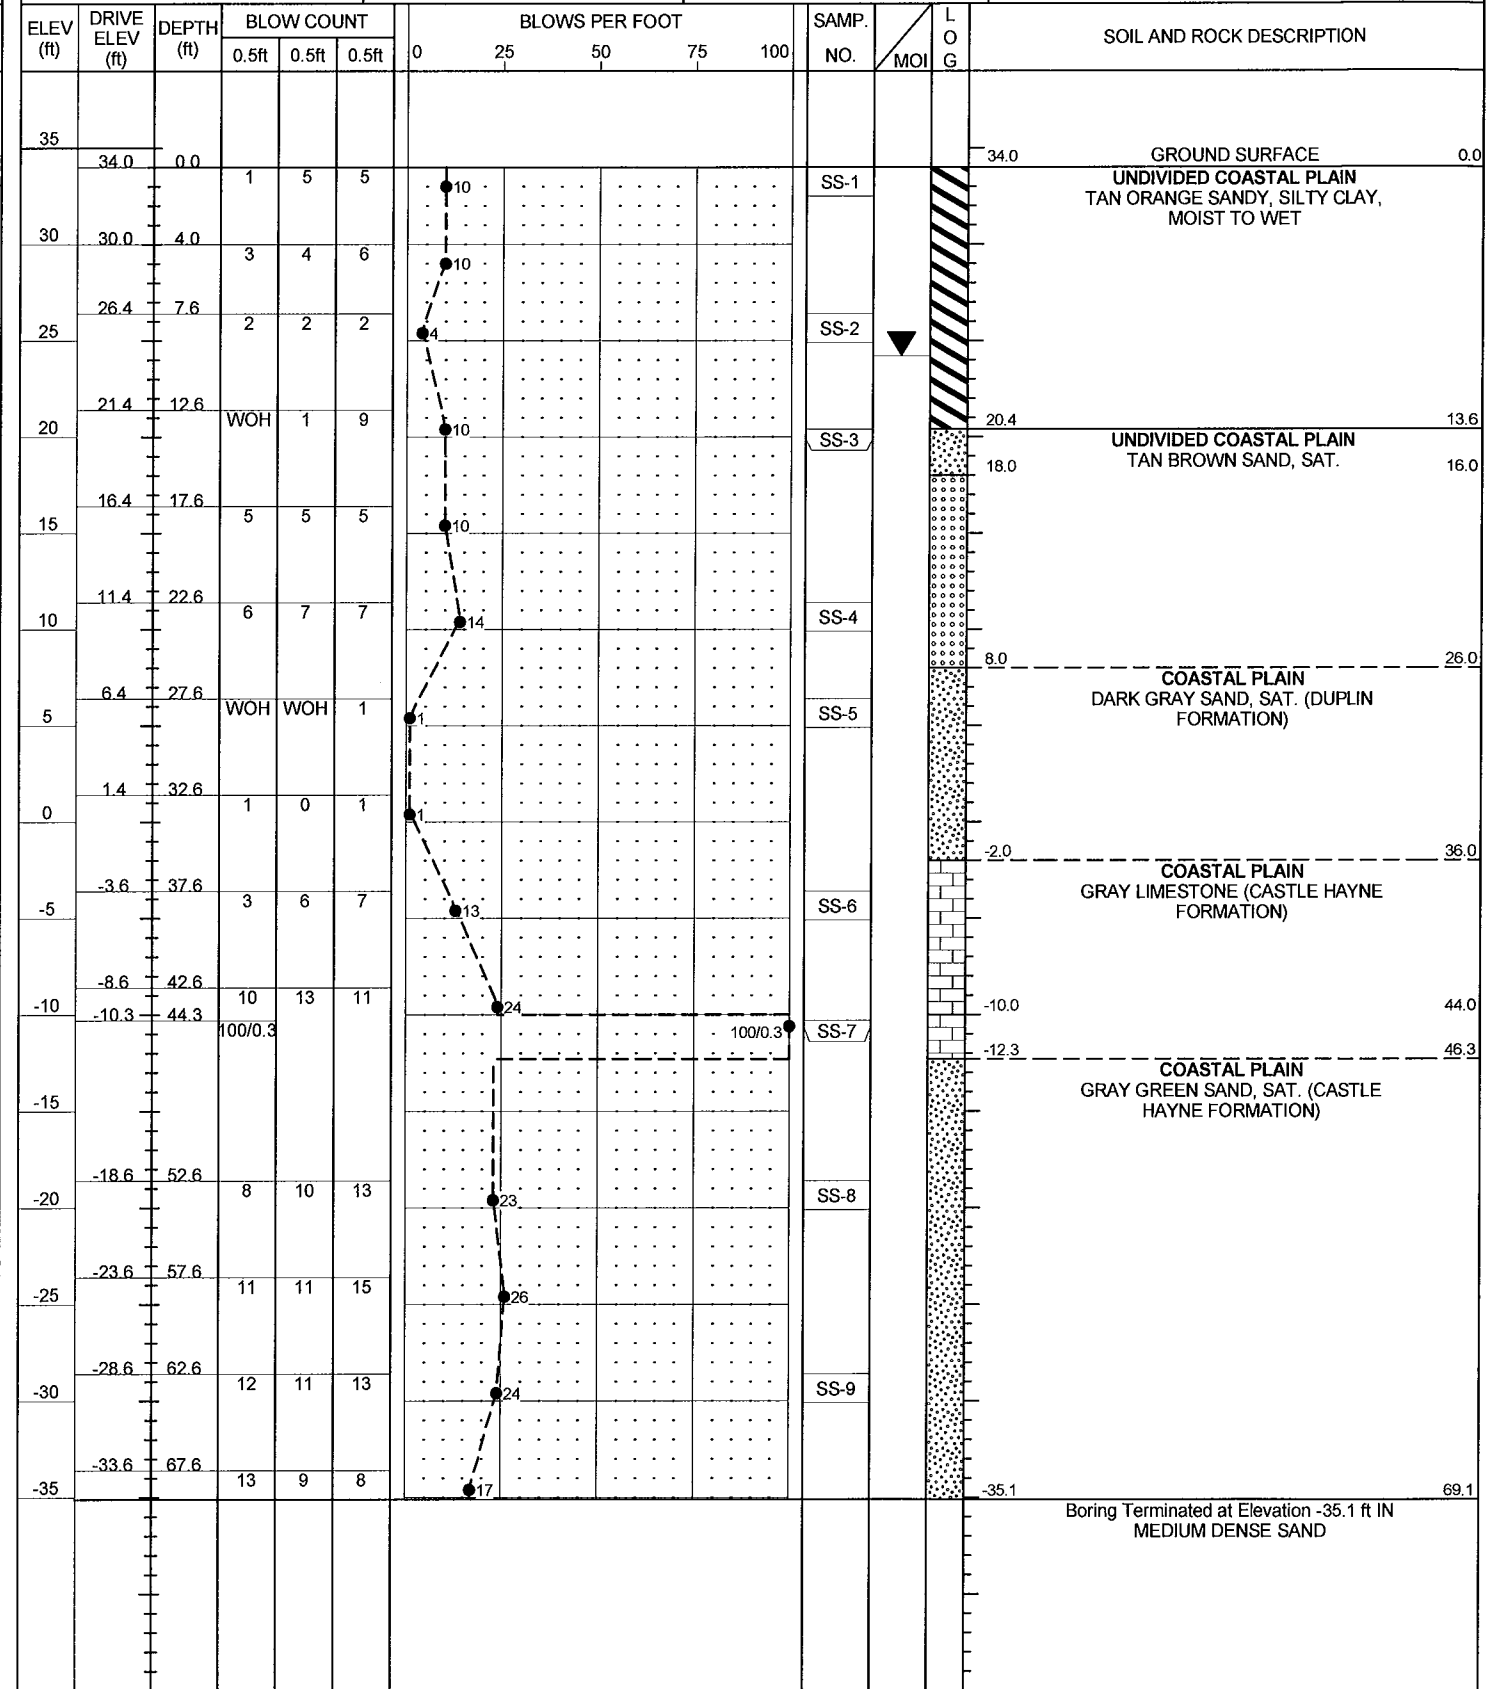 ELEV (ft) DRIVE ELEV (ft) DEPTH (ft) BLOW COUNT BLOWS PER FOOT SAMP. NO. MOI LOG SOIL AND ROCK DESCRIPTION
0.5ft 0.5ft 0.5ft 0 25 50 75 100
35
34.0 0.0 34.0 GROUND SURFACE 0.0
1 5 5 10 SS-1 UNDIVIDED COASTAL PLAIN
TAN ORANGE SANDY, SILTY CLAY,
MOIST TO WET
30 30.0 4.0
3 4 6 10
26.4 7.6
25 2 2 2 4 SS-2
21.4 12.6
WOH 1 9 10
20.4 13.6
20 SS-3 UNDIVIDED COASTAL PLAIN
TAN BROWN SAND, SAT.
18.0 16.0
16.4 17.6
15 5 5 5 10
11.4 22.6
10 6 7 7 14 SS-4
8.0 26.0
COASTAL PLAIN
6.4 27.6 DARK GRAY SAND, SAT. (DUPLIN
5 WOH WOH 1 1 SS-5 FORMATION)
1.4 32.6
0 1 0 1 1
-2.0 36.0
COASTAL PLAIN
-3.6 37.6 GRAY LIMESTONE (CASTLE HAYNE
-5 3 6 7 13 SS-6 FORMATION)
-8.6 42.6
-10 10 13 11 24 -10.0 44.0
-10.3 44.3
100/0.3 100/0.3 SS-7
-12.3 46.3
COASTAL PLAIN
GRAY GREEN SAND, SAT. (CASTLE
-15 HAYNE FORMATION)
-18.6 52.6
-20 8 10 13 23 SS-8
-23.6 57.6
-25 11 11 15 26
-28.6 62.6
-30 12 11 13 24 SS-9
-33.6 67.6
-35 13 9 8 17 -35.1 69.1
Boring Terminated at Elevation -35.1 ft IN
MEDIUM DENSE SAND